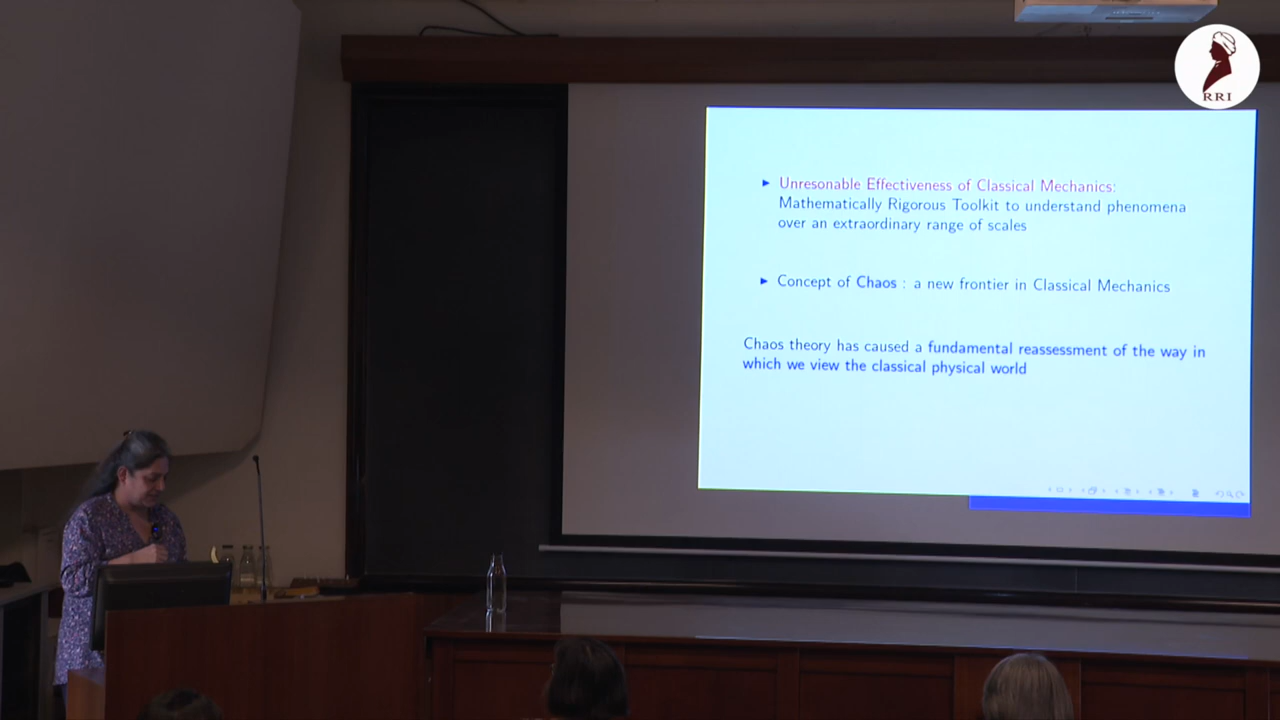 RRI
Unresonable Effectiveness of Classical Mechanics:
Mathematically Rigorous Toolkit to understand phenomena
over an extraordinary range of scales
Concept of Chaos : a new frontier in Classical Mechanics
Chaos theory has caused a fundamental reassessment of the way in
which we view the classical physical world